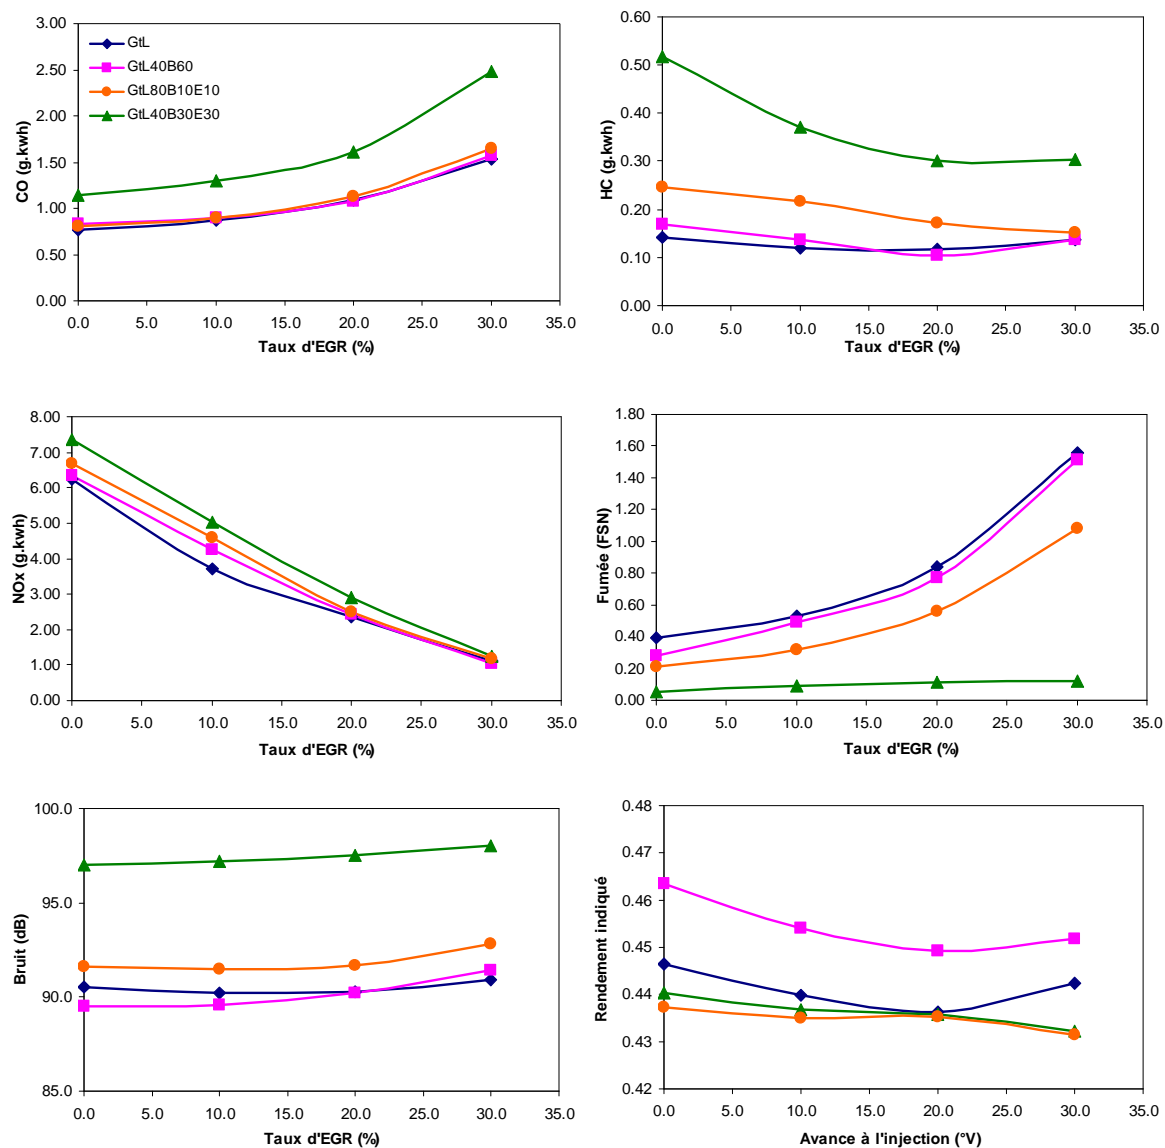 3.00
2.50
2.00
1.50
1.00
0.50
0.00
CO (g.kwh)
GtL
GtL40B60
GtL80B10E10
GtL40B30E30
0.0 5.0 10.0 15.0 20.0 25.0 30.0 35.0
Taux d'EGR (%)
0.60
0.50
0.40
0.30
0.20
0.10
0.00
HC (g.kwh)
0.0 5.0 10.0 15.0 20.0 25.0 30.0 35.0
Taux d'EGR (%)
8.00
7.00
6.00
5.00
4.00
3.00
2.00
1.00
0.00
NOx (g.kwh)
0.0 5.0 10.0 15.0 20.0 25.0 30.0 35.0
Taux d'EGR (%)
1.80
1.60
1.40
1.20
1.00
0.80
0.60
0.40
0.20
0.00
Fumée (FSN)
0.0 5.0 10.0 15.0 20.0 25.0 30.0 35.0
Taux d'EGR (%)
100.0
95.0
90.0
85.0
Bruit (dB)
0.0 5.0 10.0 15.0 20.0 25.0 30.0 35.0
Taux d'EGR (%)
0.48
0.47
0.46
0.45
0.44
0.43
0.42
Rendement indiqué
0.0 5.0 10.0 15.0 20.0 25.0 30.0 35.0
Avance à l'injection (°V)